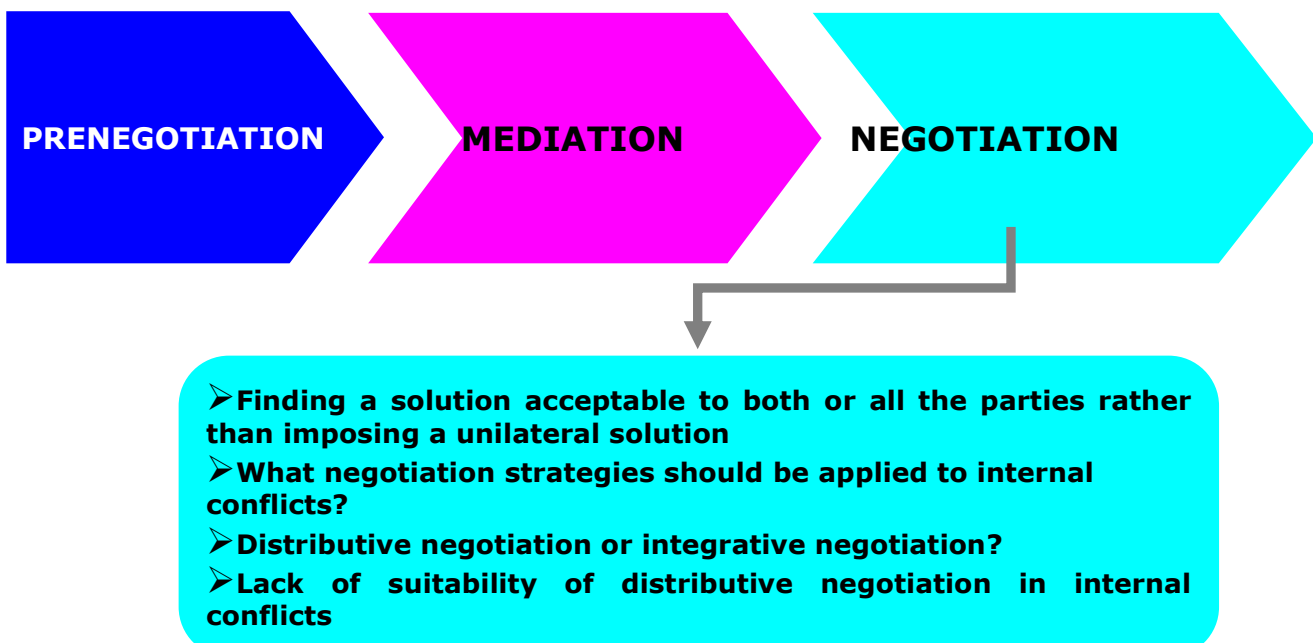 PRENEGOTIATION
MEDIATION
NEGOTIATION
➢Finding a solution acceptable to both or all the parties rather
than imposing a unilateral solution
➢What negotiation strategies should be applied to internal
conflicts?
➢Distributive negotiation or integrative negotiation?
➢Lack of suitability of distributive negotiation in internal
conflicts